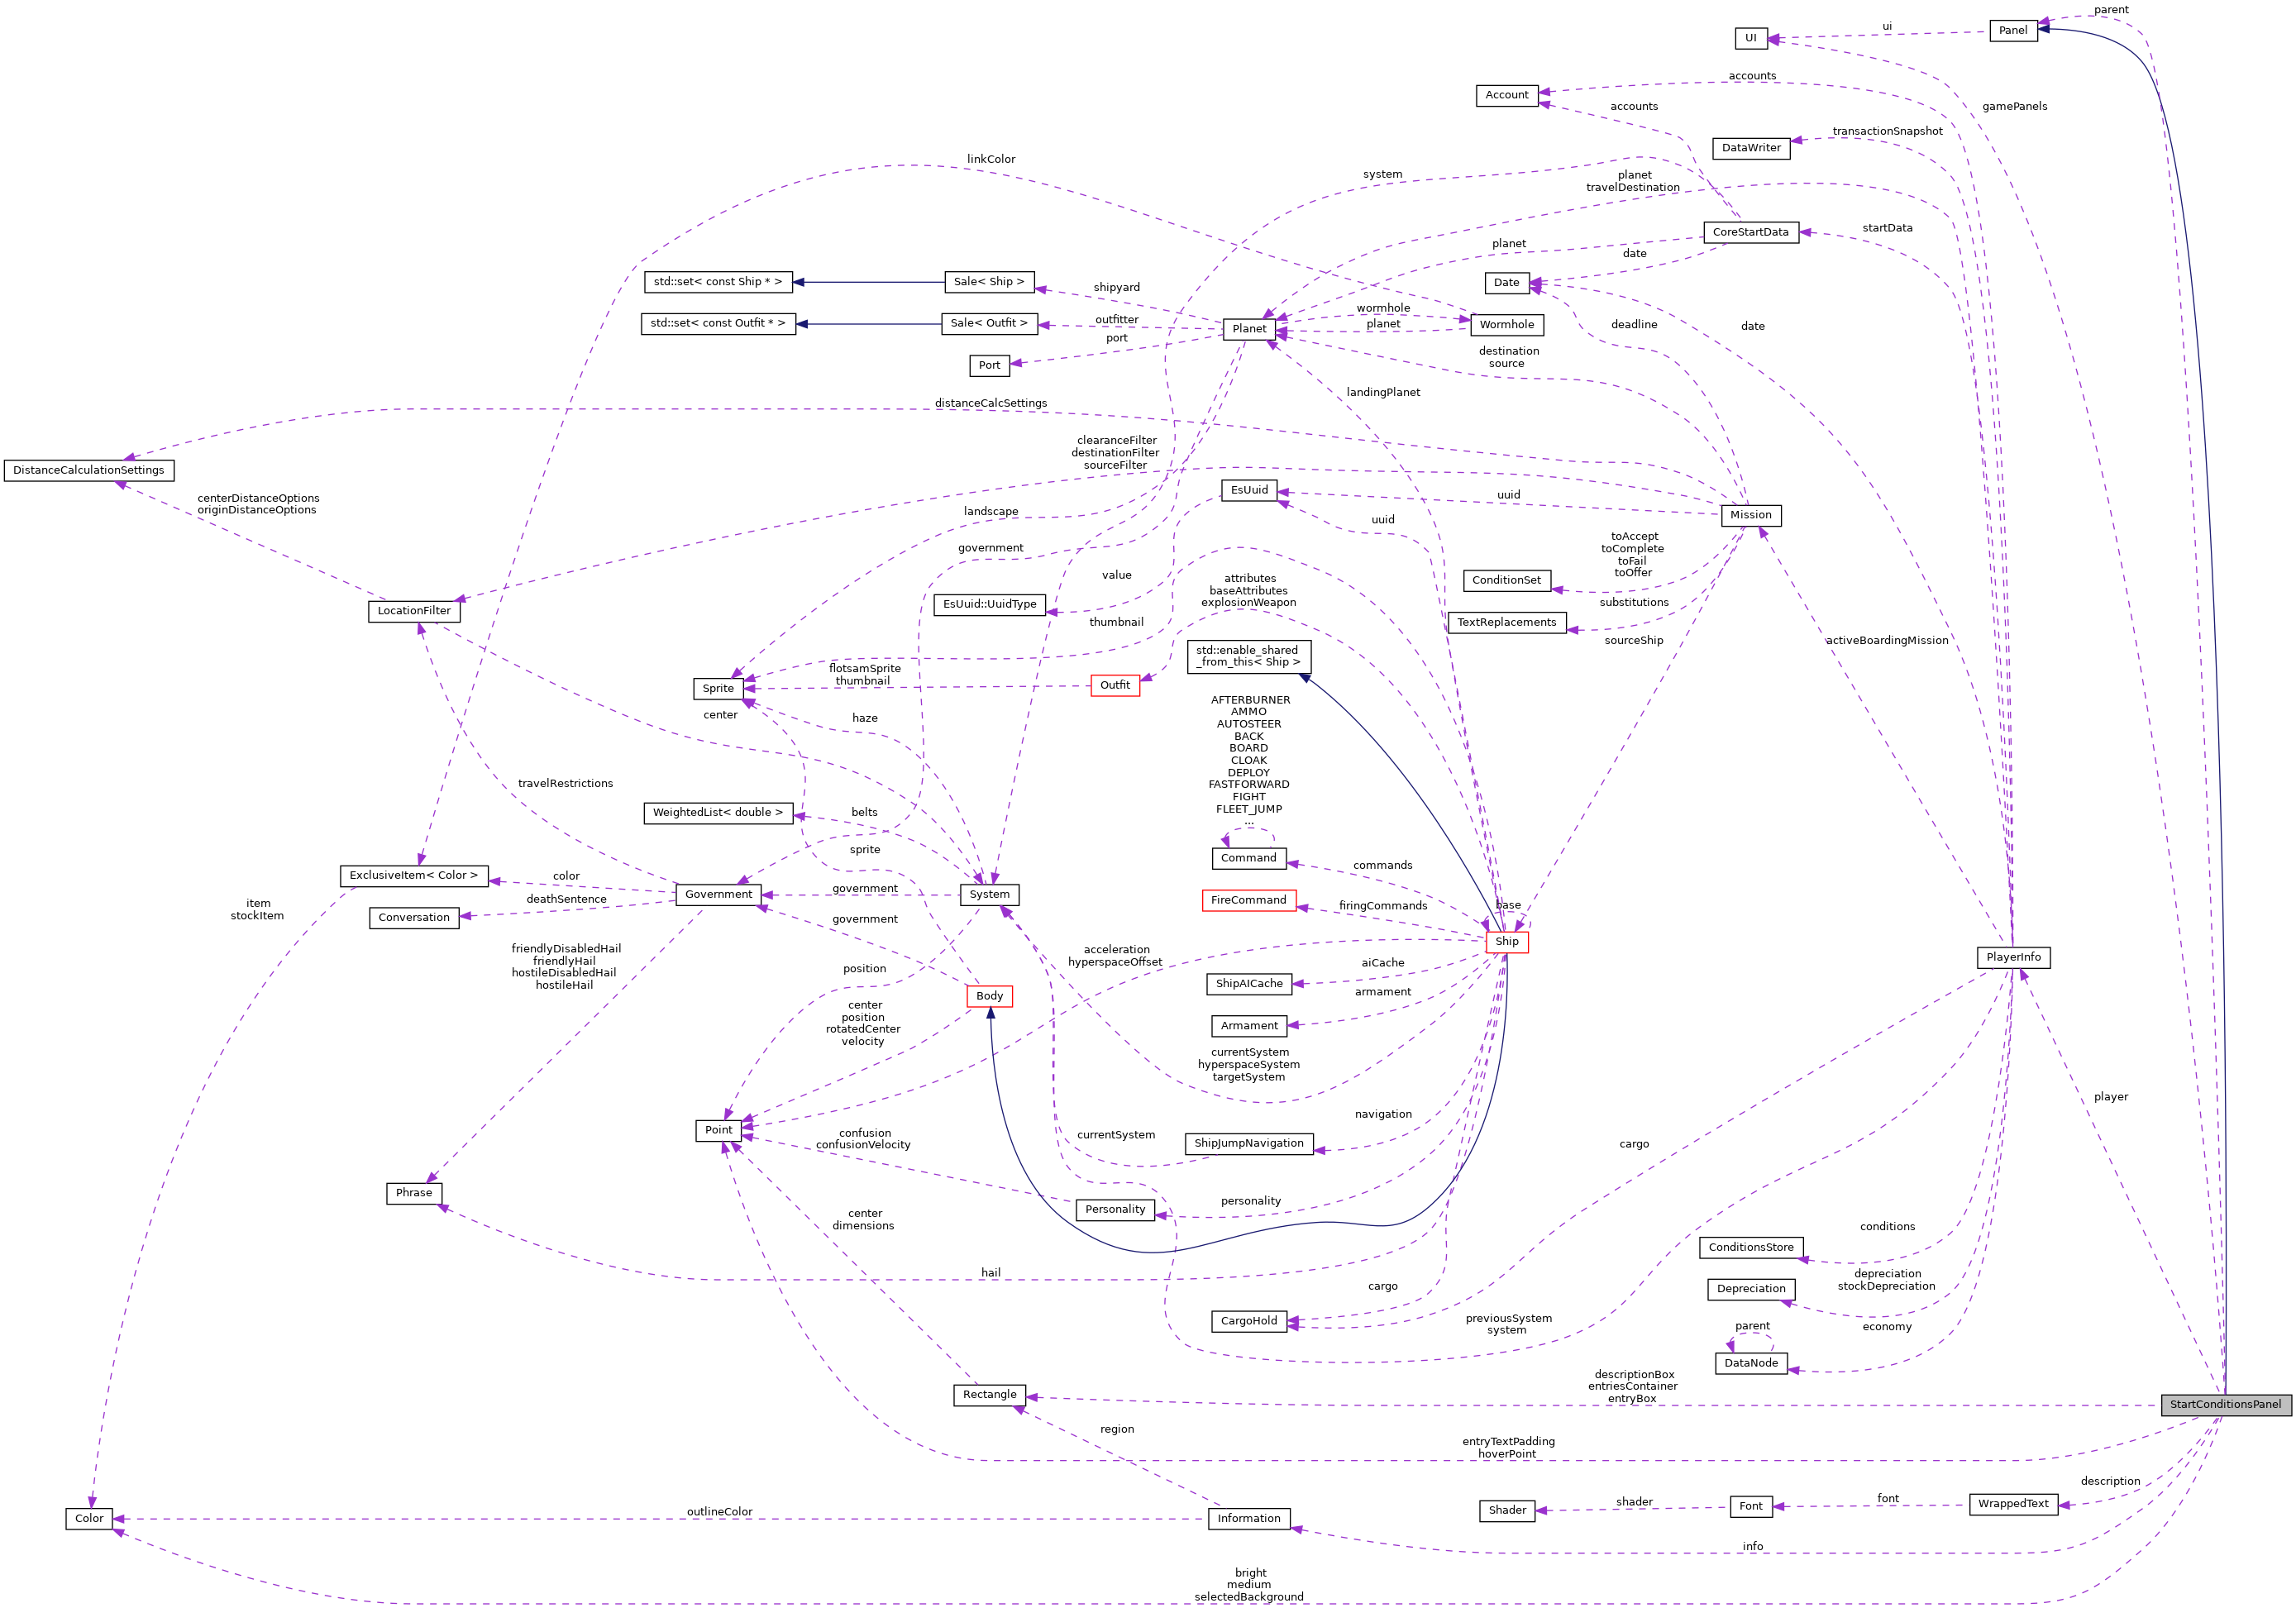 parent
Panel
ui
UI
accounts
Account
accounts
gamePanels
transactionSnapshot
DataWriter
linkColor
system
planet
travelDestination
CoreStartData
startData
planet
date
std::set< const Ship * >
Sale< Ship >
shipyard
Date
std::set< const Outfit * >
Sale< Outfit >
outfitter
Planet
wormhole
planet
Wormhole
deadline
date
port
Port
destination
source
landingPlanet
distanceCalcSettings
clearanceFilter
destinationFilter
sourceFilter
DistanceCalculationSettings
centerDistanceOptions
originDistanceOptions
EsUuid
uuid
Mission
landscape
uuid
government
toAccept
toComplete
toFail
toOffer
ConditionSet
value
attributes
baseAttributes
explosionWeapon
EsUuid::UuidType
LocationFilter
substitutions
TextReplacements
thumbnail
sourceShip
activeBoardingMission
std::enable_shared
_from_this< Ship >
flotsamSprite
thumbnail
Sprite
Outfit
center
haze
AFTERBURNER
AMMO
AUTOSTEER
BACK
BOARD
CLOAK
DEPLOY
FASTFORWARD
FIGHT
FLEET_JUMP
...
travelRestrictions
WeightedList< double >
belts
sprite
Command
commands
ExclusiveItem< Color >
color
Government
government
System
deathSentence
Conversation
item
stockItem
FireCommand
firingCommands
base
government
Ship
PlayerInfo
friendlyDisabledHail
friendlyHail
hostileDisabledHail
hostileHail
acceleration
hyperspaceOffset
position
aiCache
ShipAICache
Body
armament
Armament
center
position
rotatedCenter
velocity
currentSystem
hyperspaceSystem
targetSystem
player
navigation
Point
confusion
confusionVelocity
currentSystem
ShipJumpNavigation
cargo
Phrase
personality
Personality
center
dimensions
conditions
ConditionsStore
hail
depreciation
stockDepreciation
Depreciation
cargo
CargoHold
previousSystem
system
economy
parent
DataNode
Rectangle
descriptionBox
entriesContainer
entryBox
StartConditionsPanel
region
entryTextPadding
hoverPoint
description
Color
outlineColor
Information
Shader
shader
Font
font
WrappedText
info
bright
medium
selectedBackground